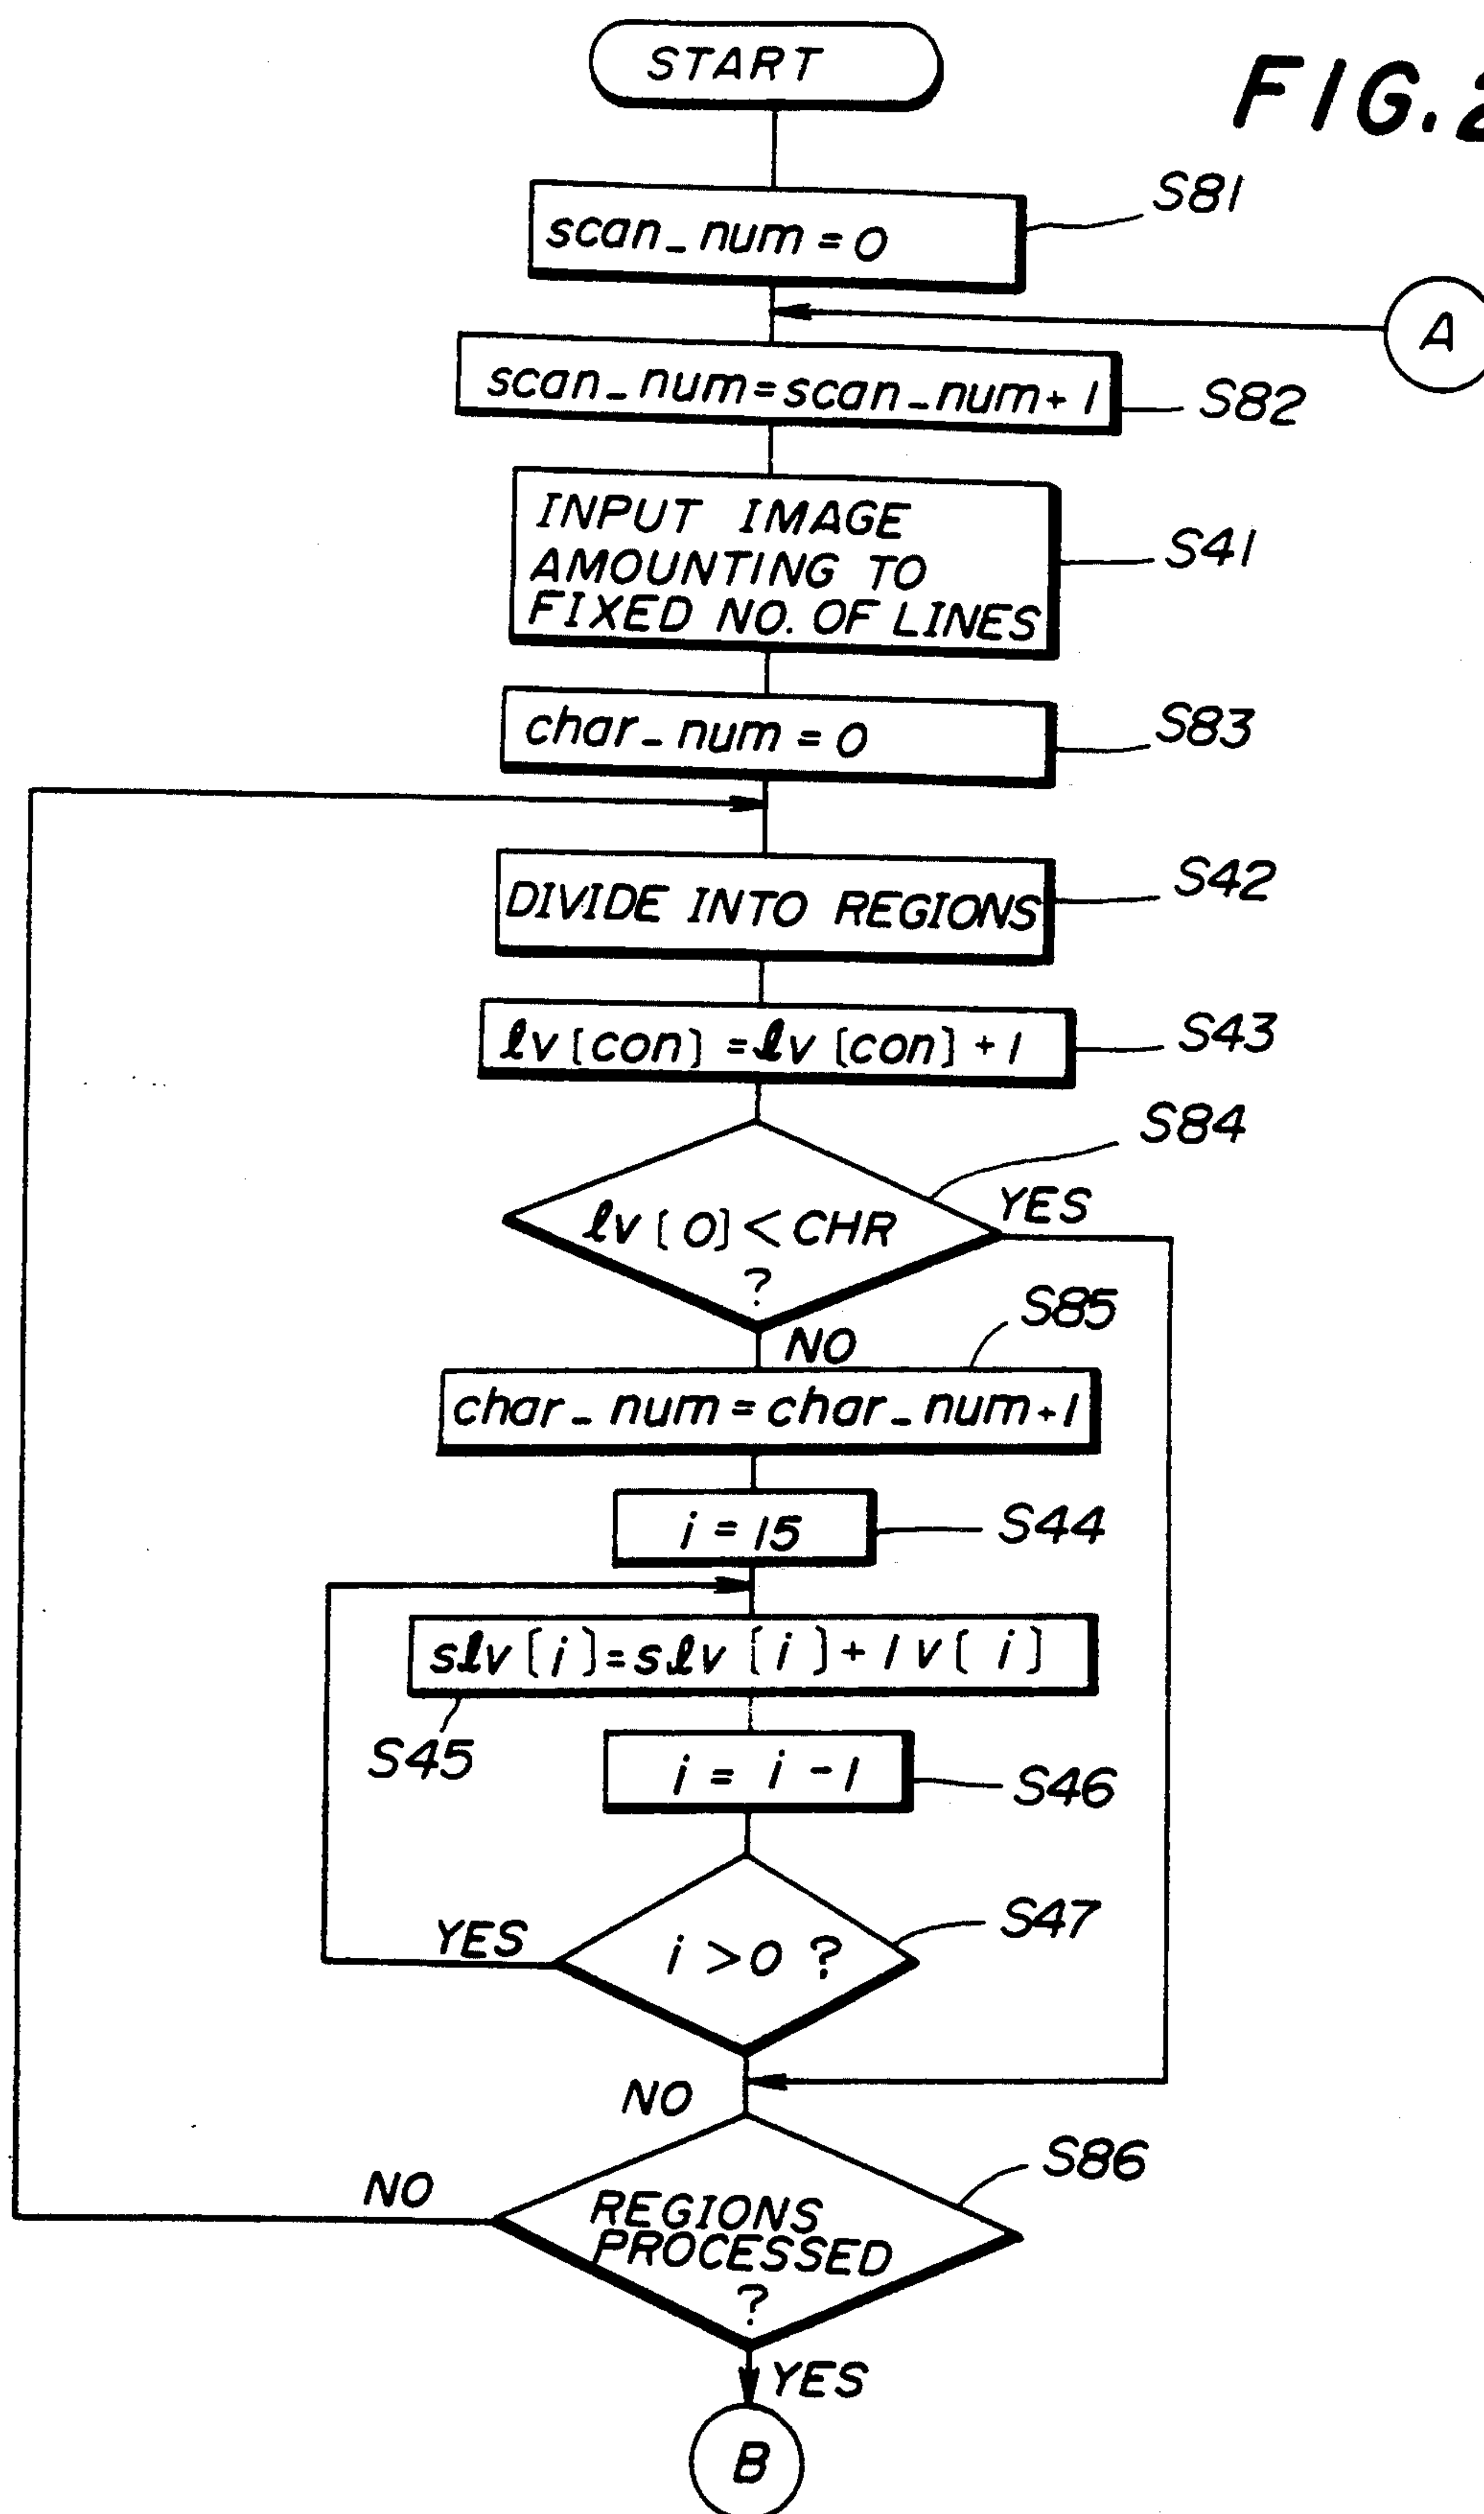 START
FIG.2
scan_num = 0
S81
A
scan_num = scan_num + 1
S82
INPUT IMAGE
AMOUNTING TO
FIXED NO. OF LINES
S41
char_num = 0
S83
DIVIDE INTO REGIONS
S42
lv [con] = lv [con] + 1
S43
S84
YES
lv [0] < CHR
?
S85
NO
char_num = char_num + 1
i = 15
S44
slv [i] = slv [i] + lv [i]
S45
i = i - 1
S46
S47
YES
i > 0 ?
NO
S86
NO
REGIONS
PROCESSED
?
YES
B